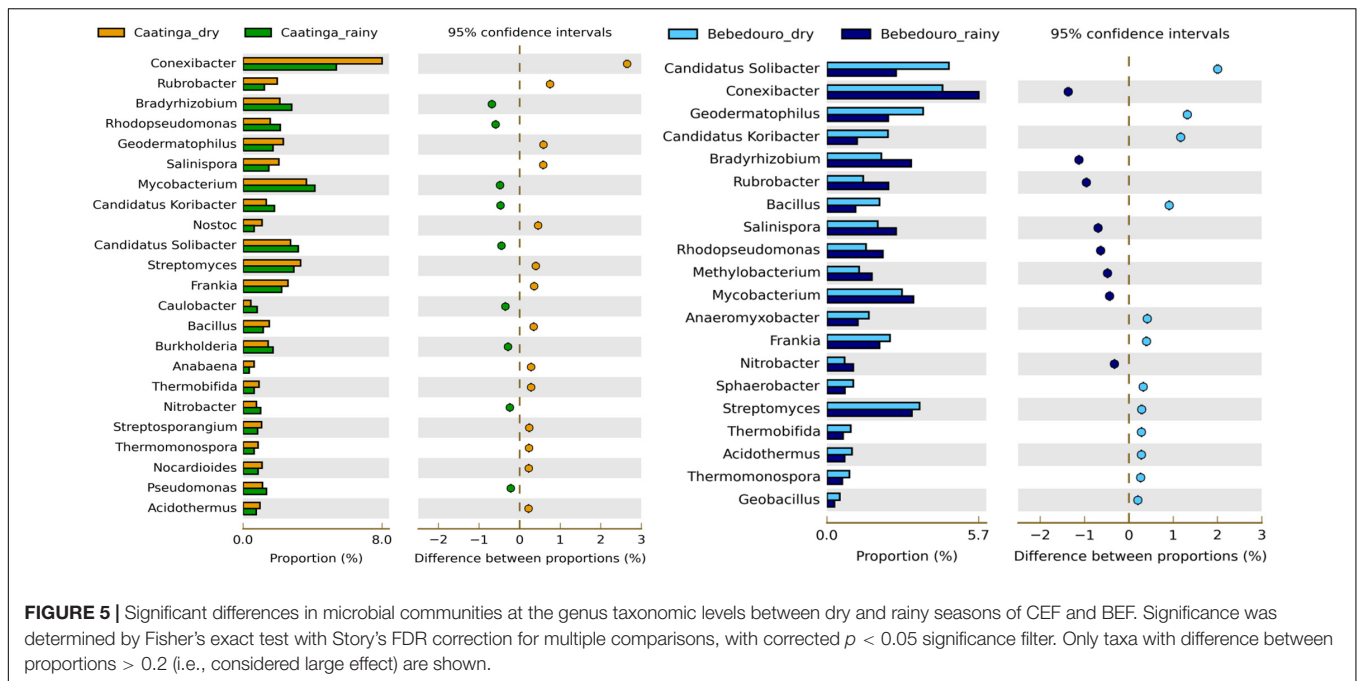 Caatinga_dry Caatinga_rainy 95% confidence intervals
Conexibacter
Rubrobacter
Bradyrhizobium
Rhodopseudomonas
Geodermatophilus
Salinispora
Mycobacterium
Candidatus Koribacter
Nostoc
Candidatus Solibacter
Streptomyces
Frankia
Caulobacter
Bacillus
Burkholderia
Anabaena
Thermobifida
Nitrobacter
Streptosporangium
Thermomonospora
Nocardioides
Pseudomonas
Acidothermus
0.0 8.0 −2 −1 0 1 2 3
Proportion (%) Difference between proportions (%)
Bebedouro_dry Bebedouro_rainy 95% confidence intervals
Candidatus Solibacter
Conexibacter
Geodermatophilus
Candidatus Koribacter
Bradyrhizobium
Rubrobacter
Bacillus
Salinispora
Rhodopseudomonas
Methylobacterium
Mycobacterium
Anaeromyxobacter
Frankia
Nitrobacter
Sphaerobacter
Streptomyces
Thermobifida
Acidothermus
Thermomonospora
Geobacillus
0.0 5.7 −2 −1 0 1 2 3
Proportion (%) Difference between proportions (%)
FIGURE 5 | Significant differences in microbial communities at the genus taxonomic levels between dry and rainy seasons of CEF and BEF. Significance was
determined by Fisher's exact test with Story's FDR correction for multiple comparisons, with corrected p < 0.05 significance filter. Only taxa with difference between
proportions > 0.2 (i.e., considered large effect) are shown.